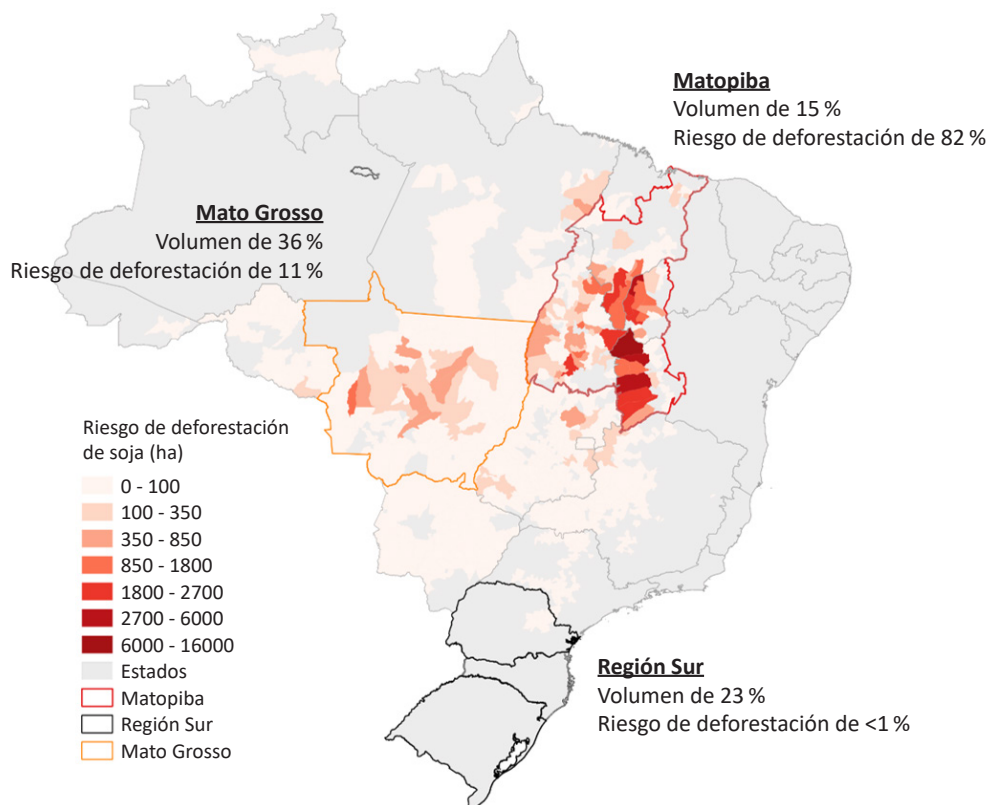 Matopiba
Volumen de 15 %
Riesgo de deforestación de 82 %
Mato Grosso
Volumen de 36 %
Riesgo de deforestación de 11 %
Riesgo de deforestación
de soja (ha)
0 - 100
100 - 350
350 - 850
850 - 1800
1800 - 2700
2700 - 6000
6000 - 16000
Estados
Matopiba
Región Sur
Mato Grosso
Región Sur
Volumen de 23 %
Riesgo de deforestación de <1 %